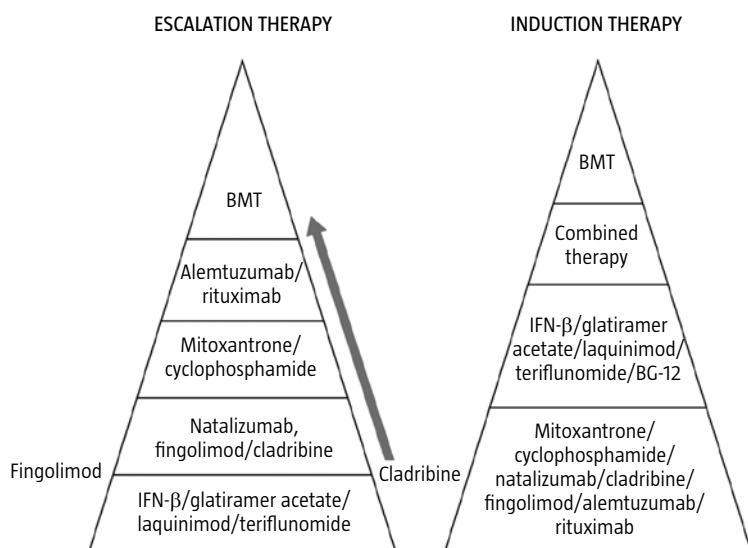 ESCALATION THERAPY
BMT
Alemtuzumab/
rituximab
Mitoxantrone/
cyclophosphamide
Natalizumab,
fingolimod/cladribine
Fingolimod
Cladribine
IFN-β/glatiramer acetate/
laquinimod/teriflunomide
INDUCTION THERAPY
BMT
Combined
therapy
IFN-β/glatiramer
acetate/laquinimod/
teriflunomide/BG-12
Mitoxantrone/
cyclophosphamide/
natalizumab/cladribine/
fingolimod/alemtuzumab/
rituximab